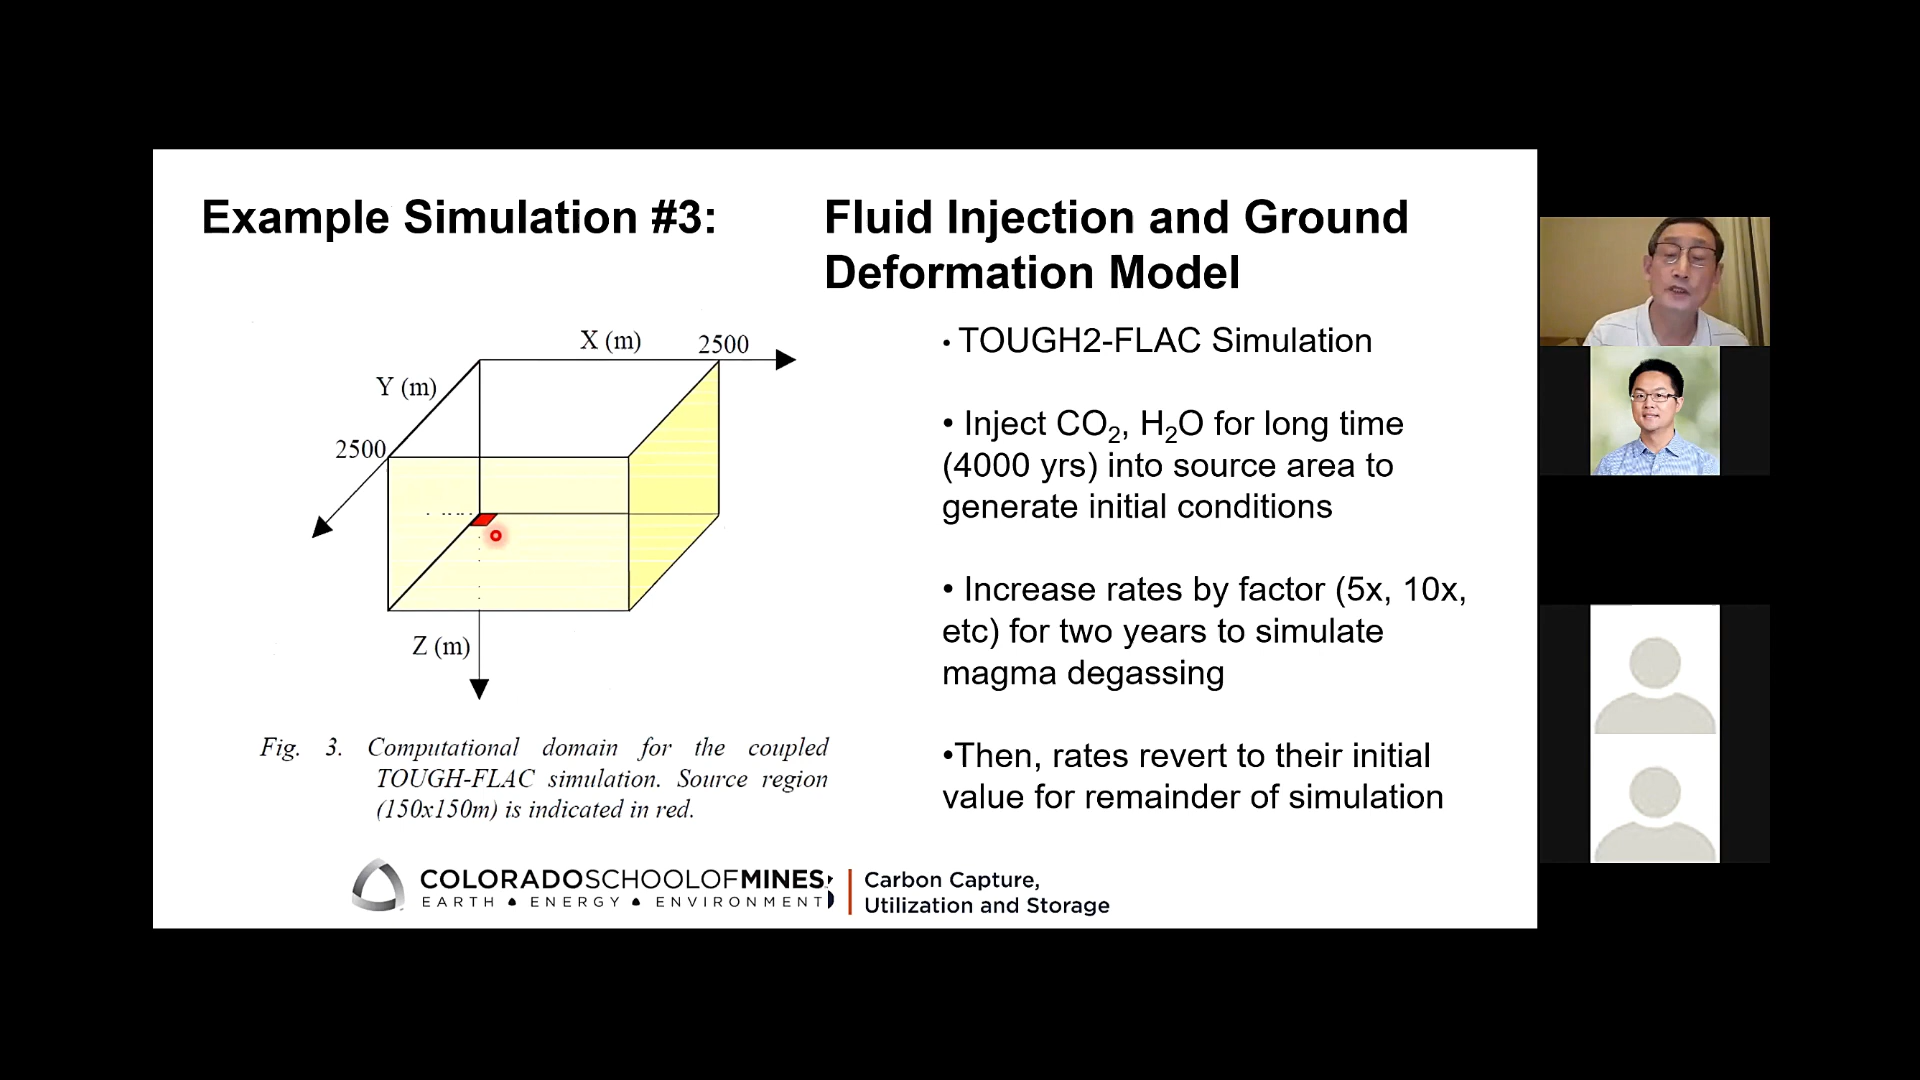 Example Simulation #3:
Fluid Injection and Ground
Deformation Model
X (m)
2500
Y (m)
2500
Z (m)
Fig. 3. Computational domain for the coupled
TOUGH-FLAC simulation. Source region
(150x150m) is indicated in red.
• TOUGH2-FLAC Simulation
• Inject CO₂, H₂O for long time
(4000 yrs) into source area to
generate initial conditions
• Increase rates by factor (5x, 10x,
etc) for two years to simulate
magma degassing
•Then, rates revert to their initial
value for remainder of simulation
COLORADOSCHOOLOFMINES
EARTH ENERGY ENVIRONMENT
Carbon Capture,
Utilization and Storage